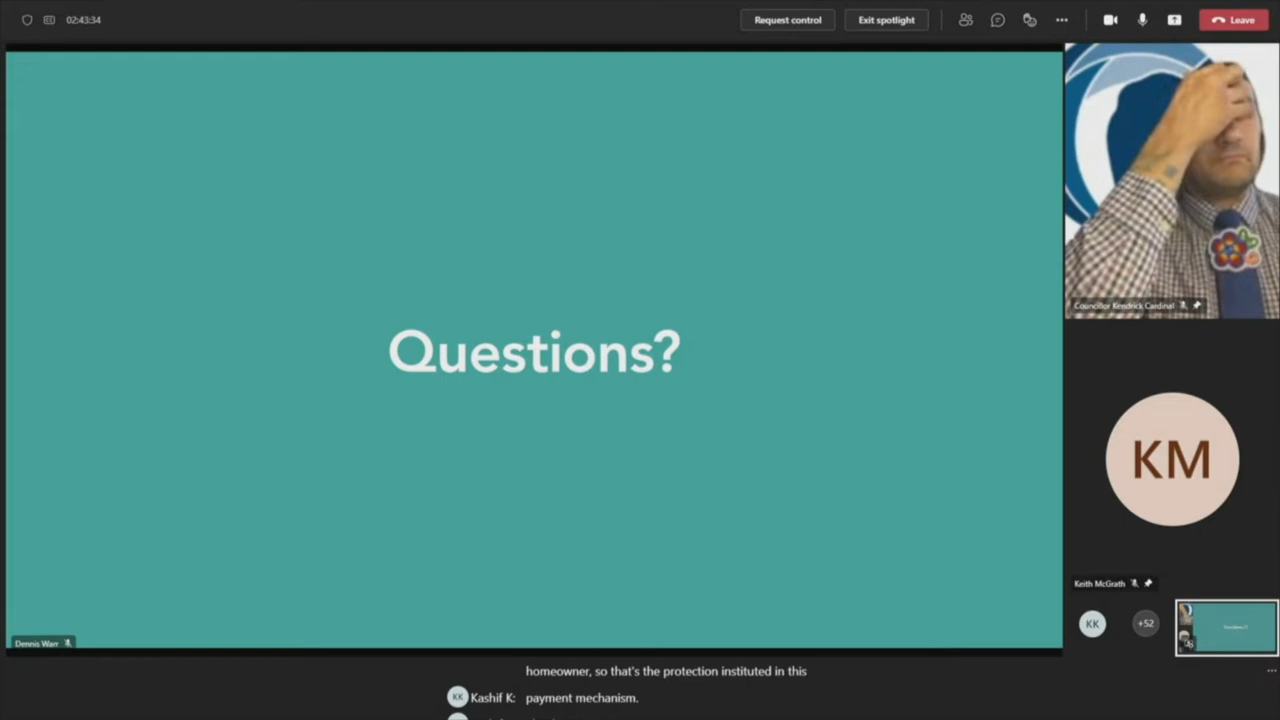 02:43:34
Request control
Exit spotlight
Leave
Questions?
Councillor Kendrick Cardinal
KM
Keith McGrath
KK
+52
Dennis Warr
homeowner, so that's the protection instituted in this
KK Kashif K: payment mechanism.